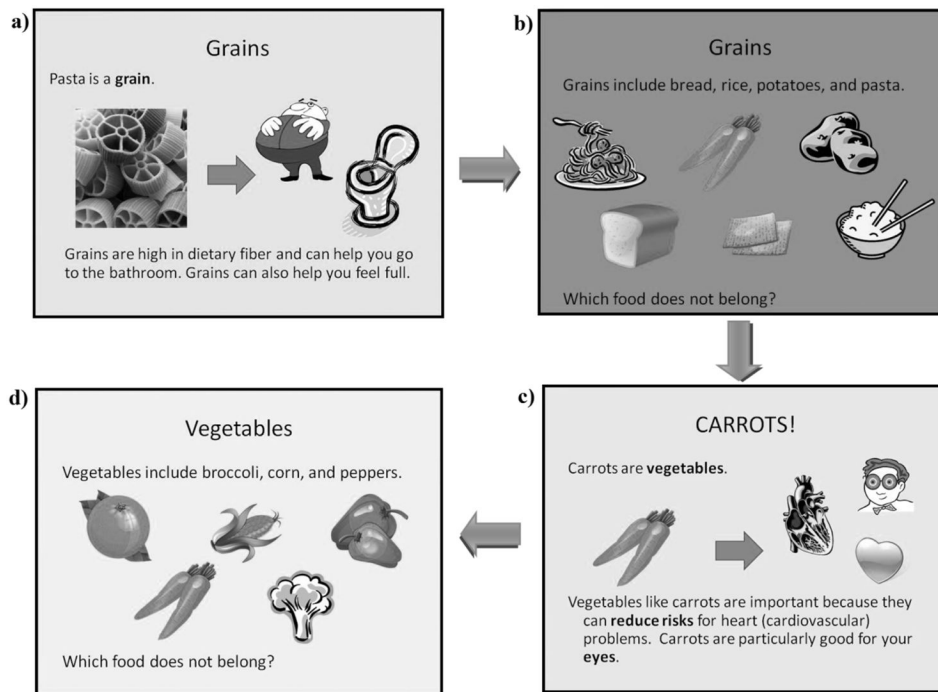 a)
Grains
Pasta is a grain.
Grains are high in dietary fiber and can help you go
to the bathroom. Grains can also help you feel full.
b)
Grains
Grains include bread, rice, potatoes, and pasta.
Which food does not belong?
c)
CARROTS!
Carrots are vegetables.
Vegetables like carrots are important because they
can reduce risks for heart (cardiovascular)
problems. Carrots are particularly good for your
eyes.
d)
Vegetables
Vegetables include broccoli, corn, and peppers.
Which food does not belong?